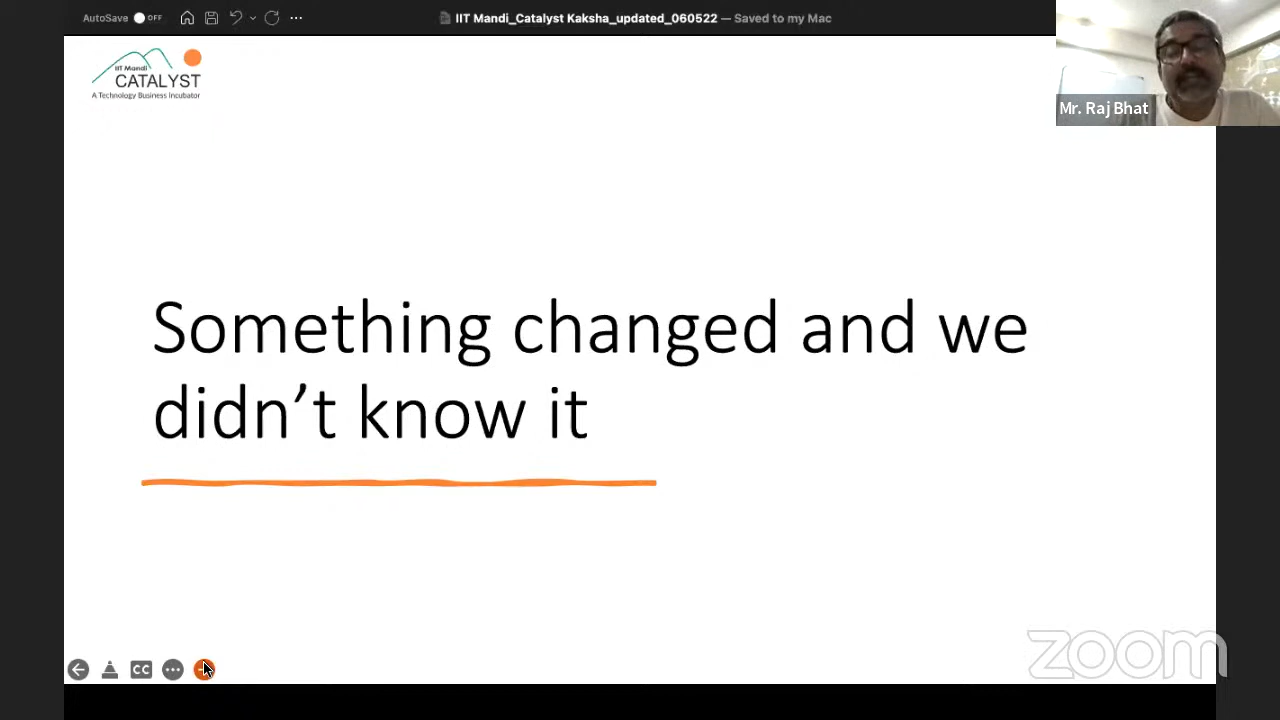 AutoSave OFF
IIT Mandi_Catalyst Kaksha_updated_060522 — Saved to my Mac
IIT Mandi
CATALYST
A Technology Business Incubator
Mr. Raj Bhat
Something changed and we
didn’t know it
CC
zoom